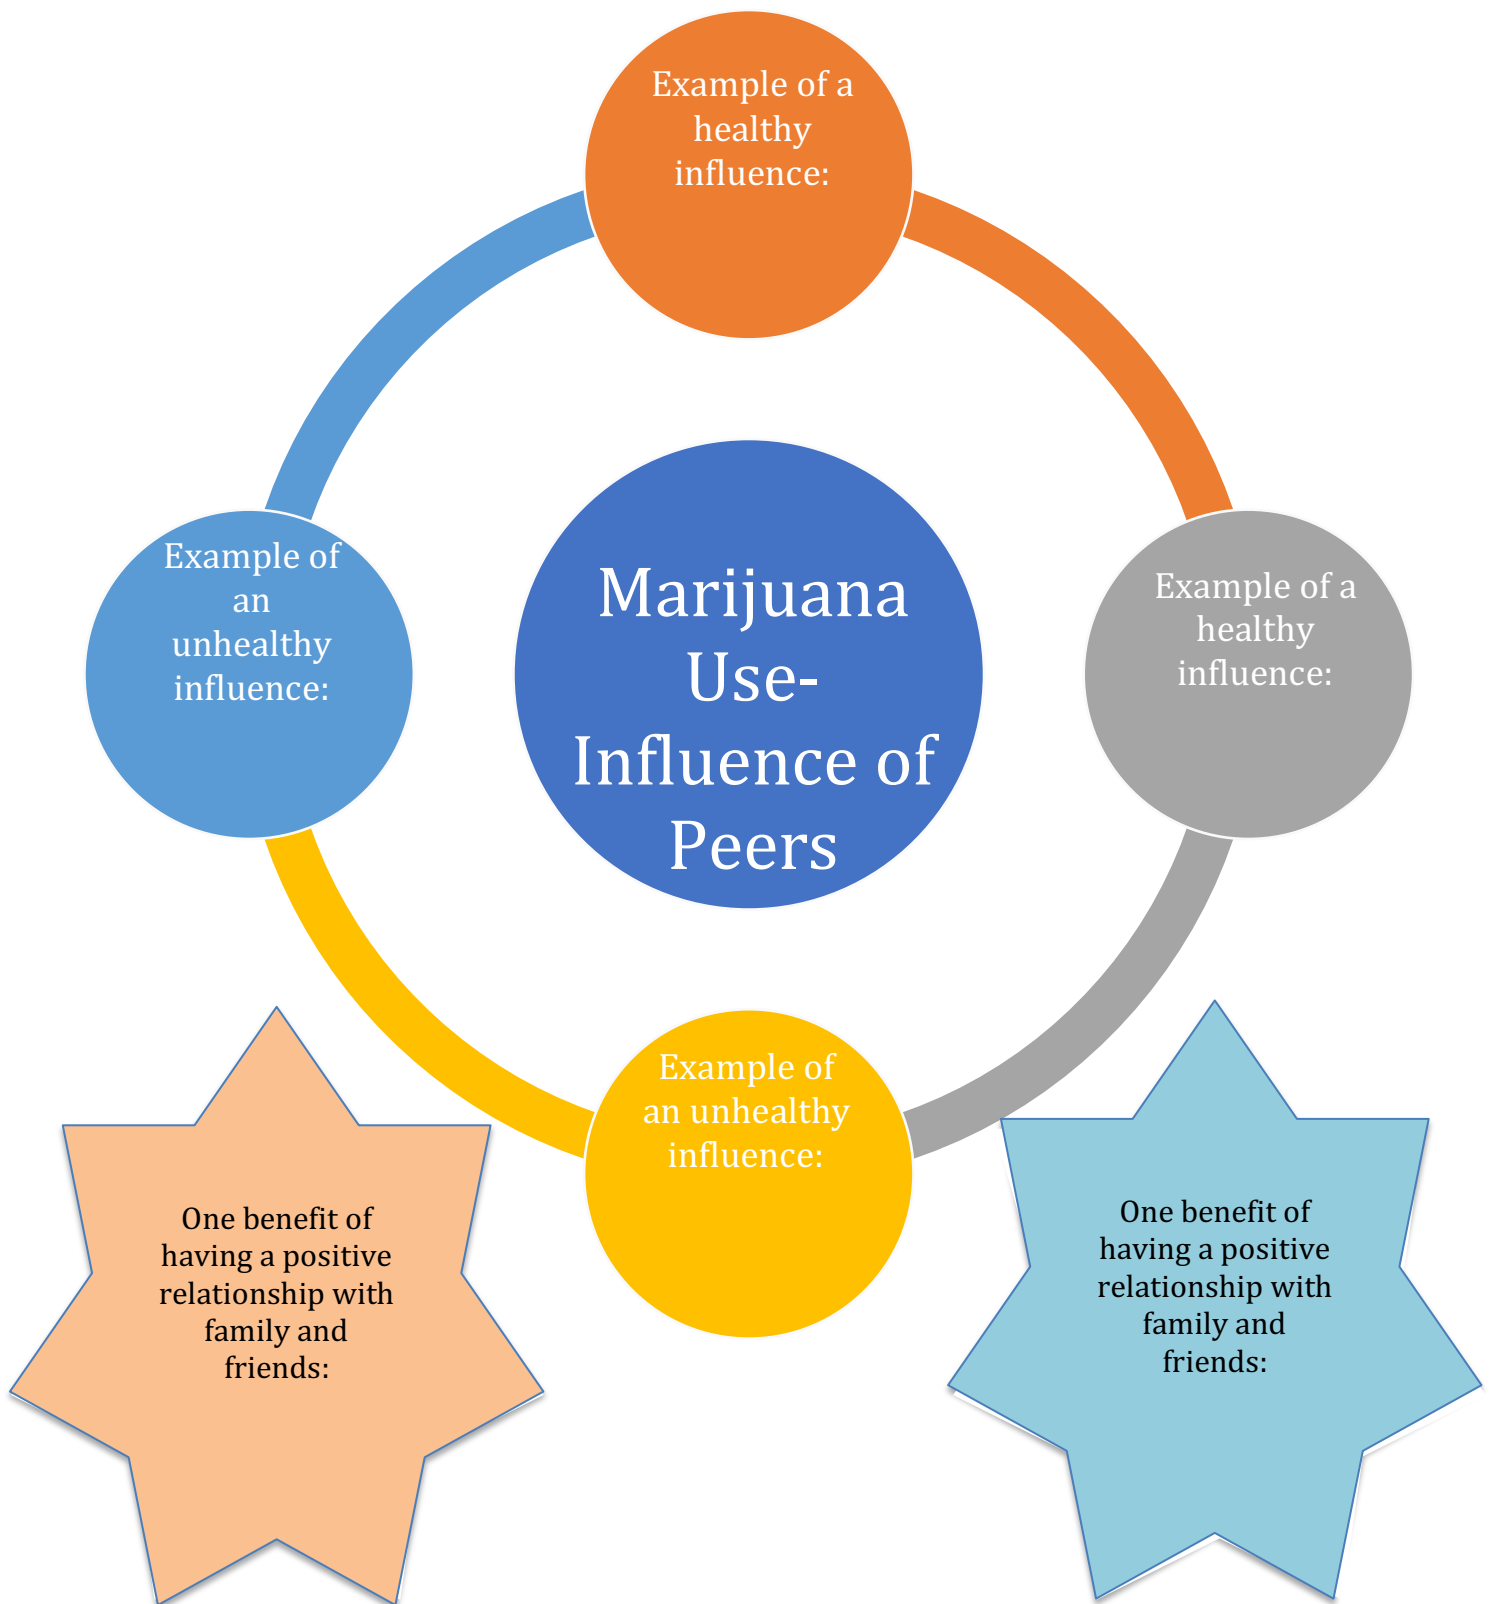 Example of a
healthy
influence:
Example of
an
unhealthy
influence:
Marijuana
Use-
Influence of
Peers
Example of a
healthy
influence:
Example of
an unhealthy
influence:
One benefit of
having a positive
relationship with
family and
friends:
One benefit of
having a positive
relationship with
family and
friends: